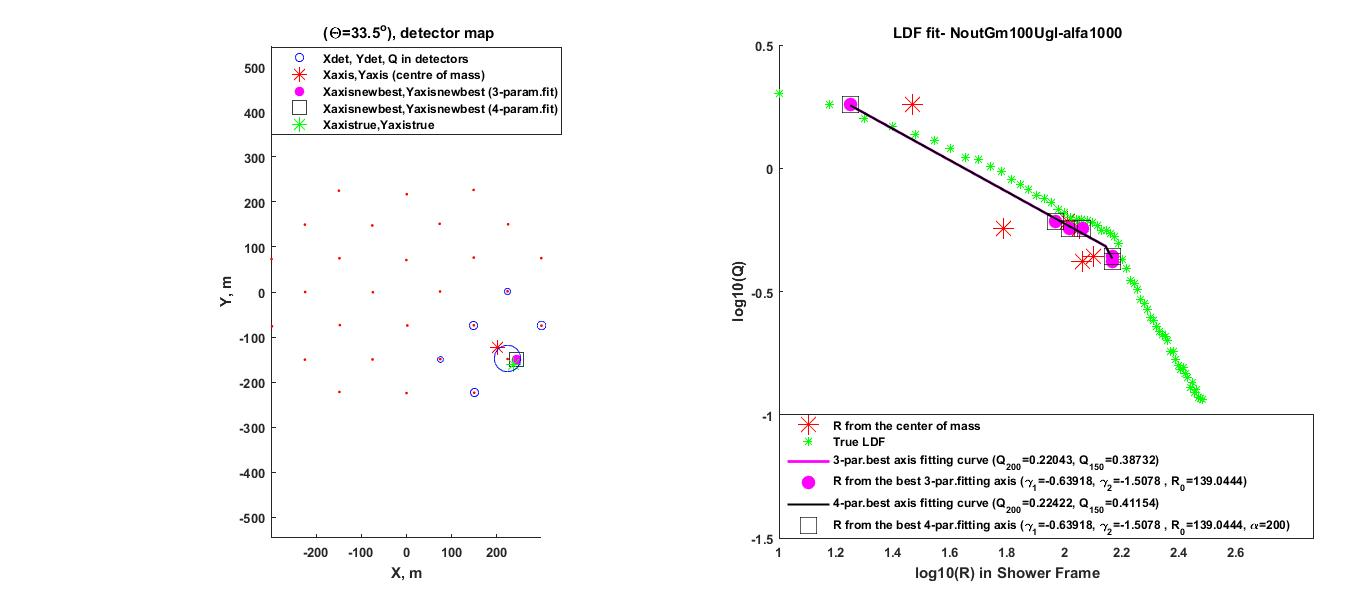 (Θ=33.5°), detector map
Xdet, Ydet, Q in detectors
Xaxis,Yaxis (centre of mass)
Xaxisnewbest,Yaxisnewbest (3-param.fit)
Xaxisnewbest,Yaxisnewbest (4-param.fit)
Xaxistrue,Yaxistrue
500
400
300
200
100
0
-100
-200
-300
-400
-500
Y, m
-200 -100 0 100 200
X, m
LDF fit- NoutGm100Ugl-alfa1000
0.5
0
-0.5
-1
-1.5
log10(Q)
R from the center of mass
True LDF
3-par.best axis fitting curve (Q200=0.22043, Q150=0.38732)
R from the best 3-par.fitting axis (γ1=-0.63918, γ2=-1.5078 , R0=139.0444)
4-par.best axis fitting curve (Q200=0.22422, Q150=0.41154)
R from the best 4-par.fitting axis (γ1=-0.63918, γ2=-1.5078 , R0=139.0444, α=200)
1 1.2 1.4 1.6 1.8 2 2.2 2.4 2.6
log10(R) in Shower Frame